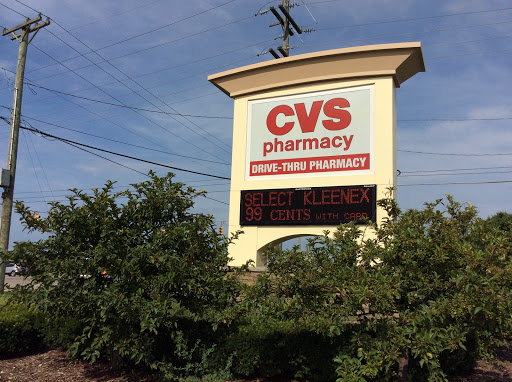 CVS
pharmacy
DRIVE-THRU PHARMACY
SELECT KLEENEX
99 CENTS WITH CARD